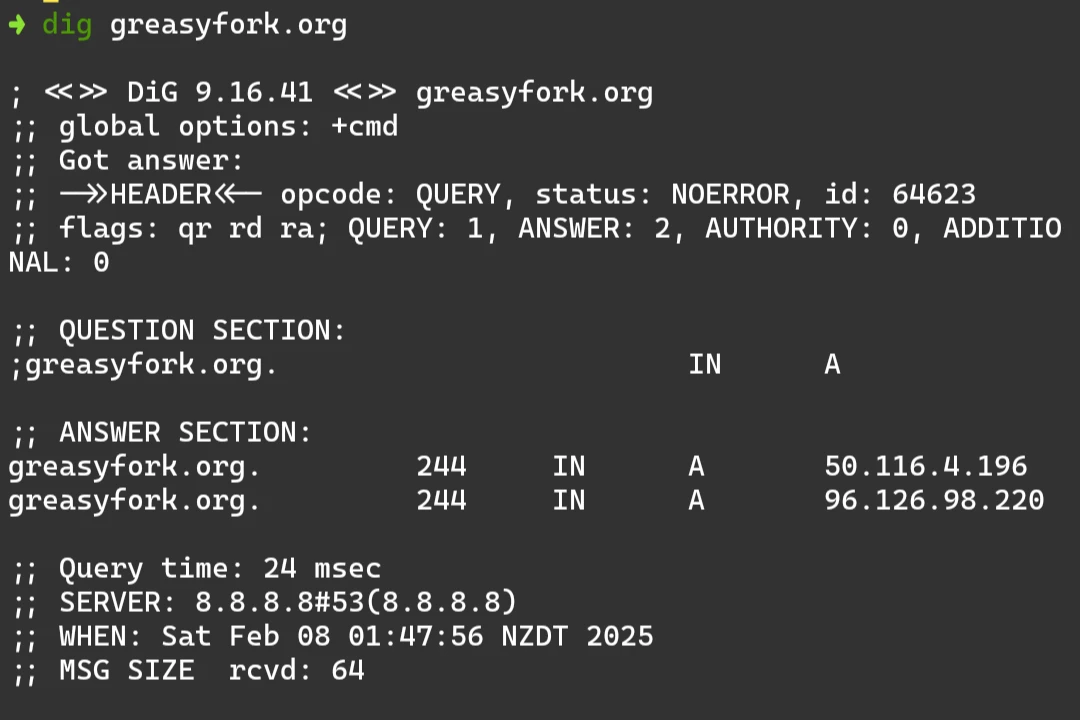 ➜ dig greasyfork.org
; <<>> DiG 9.16.41 <<>> greasyfork.org
;; global options: +cmd
;; Got answer:
;; ->>HEADER<<- opcode: QUERY, status: NOERROR, id: 64623
;; flags: qr rd ra; QUERY: 1, ANSWER: 2, AUTHORITY: 0, ADDITIO
NAL: 0
;; QUESTION SECTION:
;greasyfork.org. IN A
;; ANSWER SECTION:
greasyfork.org. 244 IN A 50.116.4.196
greasyfork.org. 244 IN A 96.126.98.220
;; Query time: 24 msec
;; SERVER: 8.8.8.8#53(8.8.8.8)
;; WHEN: Sat Feb 08 01:47:56 NZDT 2025
;; MSG SIZE  rcvd: 64